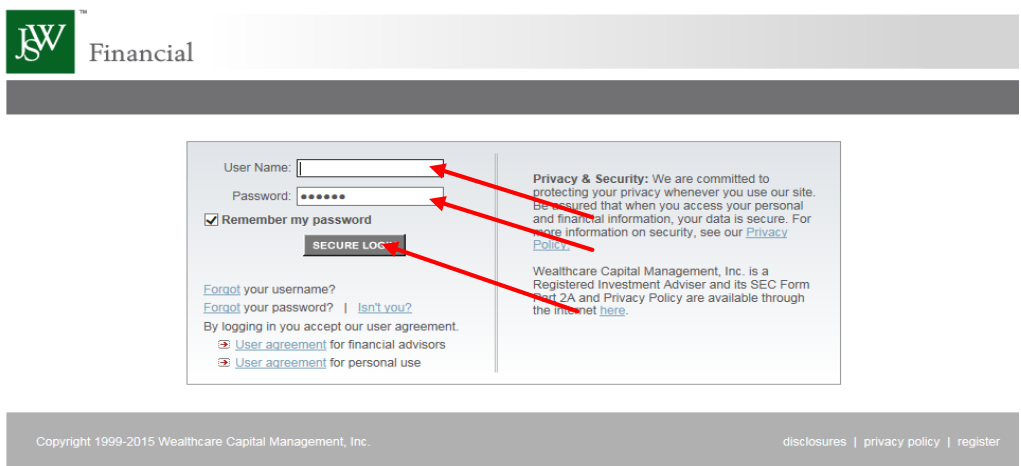 JSW™
Financial
User Name:
Password: ●●●●●●
Remember my password
SECURE LOGIN
Forgot your username?
Forgot your password? | Isn't you?
By logging in you accept our user agreement.
User agreement for financial advisors
User agreement for personal use
Privacy & Security: We are committed to
protecting your privacy whenever you use our site.
Be assured that when you access your personal
and financial information, your data is secure. For
more information on security, see our Privacy
Policy.
Wealthcare Capital Management, Inc. is a
Registered Investment Adviser and its SEC Form
Part 2A and Privacy Policy are available through
the internet here.
Copyright 1999-2015 Wealthcare Capital Management, Inc.
disclosures | privacy policy | register